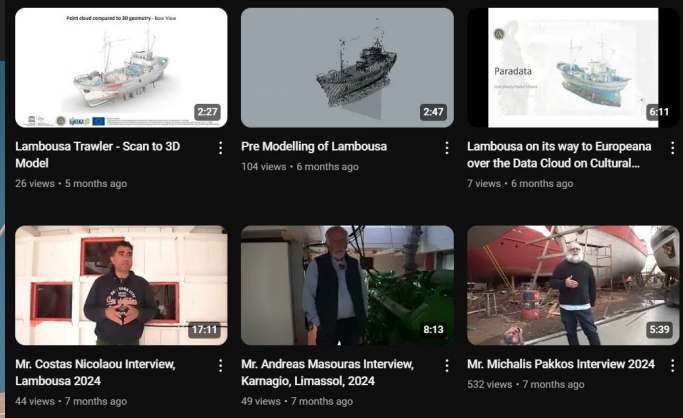 Point cloud compared to 3D geometry - Bow View
2:27
2:47
Paradata
6:11
Lambousa Trawler - Scan to 3D
Model
26 views • 5 months ago
Pre Modelling of Lambousa
104 views • 6 months ago
Lambousa on its way to Europeana
over the Data Cloud on Cultural...
7 views • 6 months ago
17:11
8:13
5:39
Mr. Costas Nicolaou Interview,
Lambousa 2024
44 views • 7 months ago
Mr. Andreas Masouras Interview,
Karnagio, Limassol, 2024
49 views • 7 months ago
Mr. Michalis Pakkos Interview 2024
532 views • 7 months ago